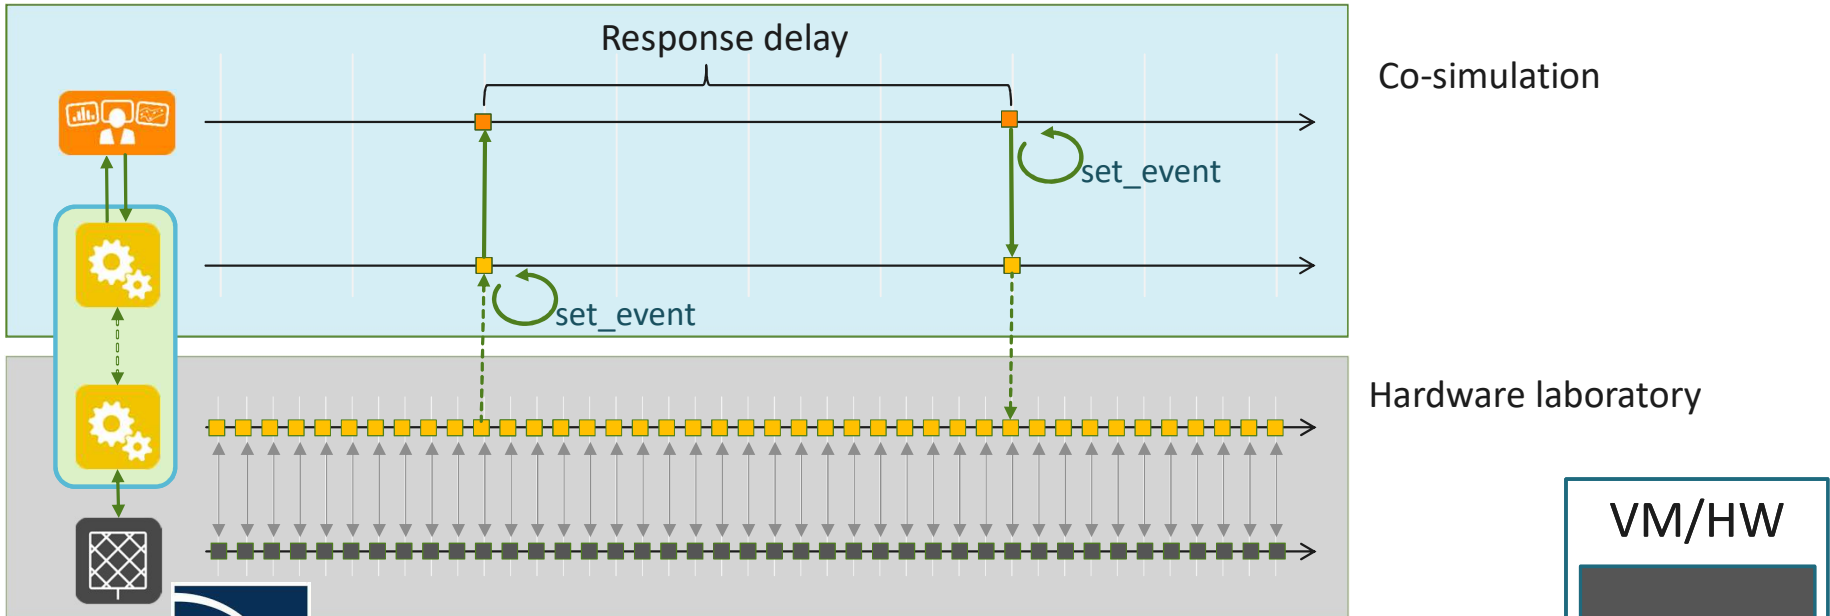 Response delay
Co-simulation
set_event
set_event
Hardware laboratory
VM/HW